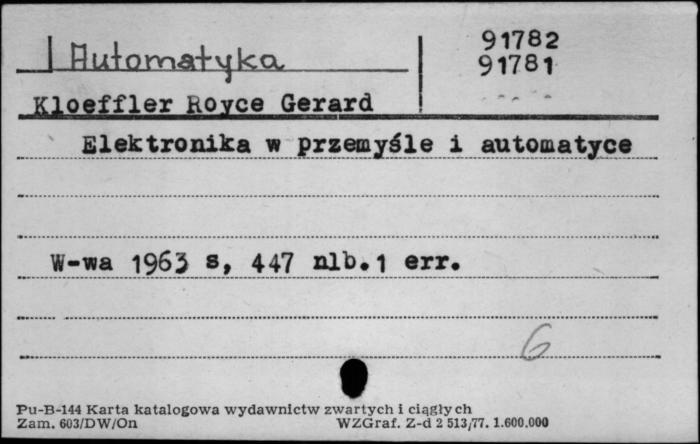 Automatyka
91782
91781
Kloeffler Royce Gerard
Elektronika w przemyśle i automatyce
W-wa 1963 s, 447 nlb.1 err.
6
Pu-B-144 Karta katalogowa wydawnictw zwartych i ciągłych
Zam. 603/DW/On WZGraf. Z-d 2 513/77. 1.600.000